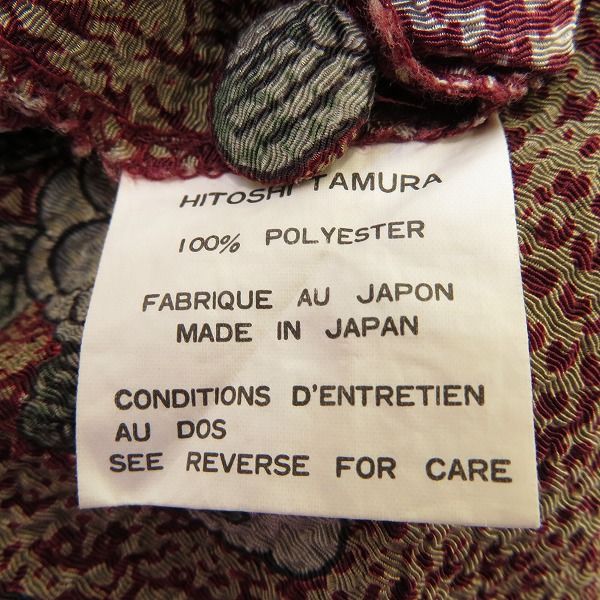 HITOSHI TAMURA
100% POLYESTER
FABRIQUE AU JAPON
MADE IN JAPAN
CONDITIONS D'ENTRETIEN
AU DOS
SEE REVERSE FOR CARE